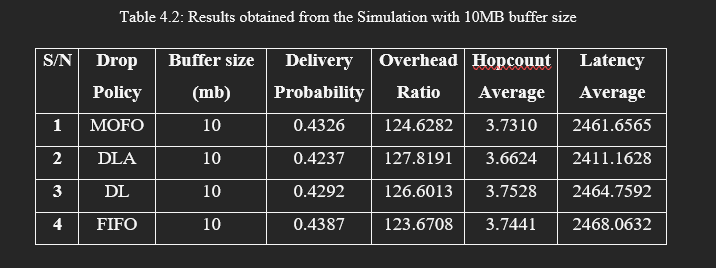 Table 4.2: Results obtained from the Simulation with 10MB buffer size
S/N Drop Policy Buffer size (mb) Delivery Probability Overhead Ratio Hopcount Average Latency Average
1 MOFO 10 0.4326 124.6282 3.7310 2461.6565
2 DLA 10 0.4237 127.8191 3.6624 2411.1628
3 DL 10 0.4292 126.6013 3.7528 2464.7592
4 FIFO 10 0.4387 123.6708 3.7441 2468.0632